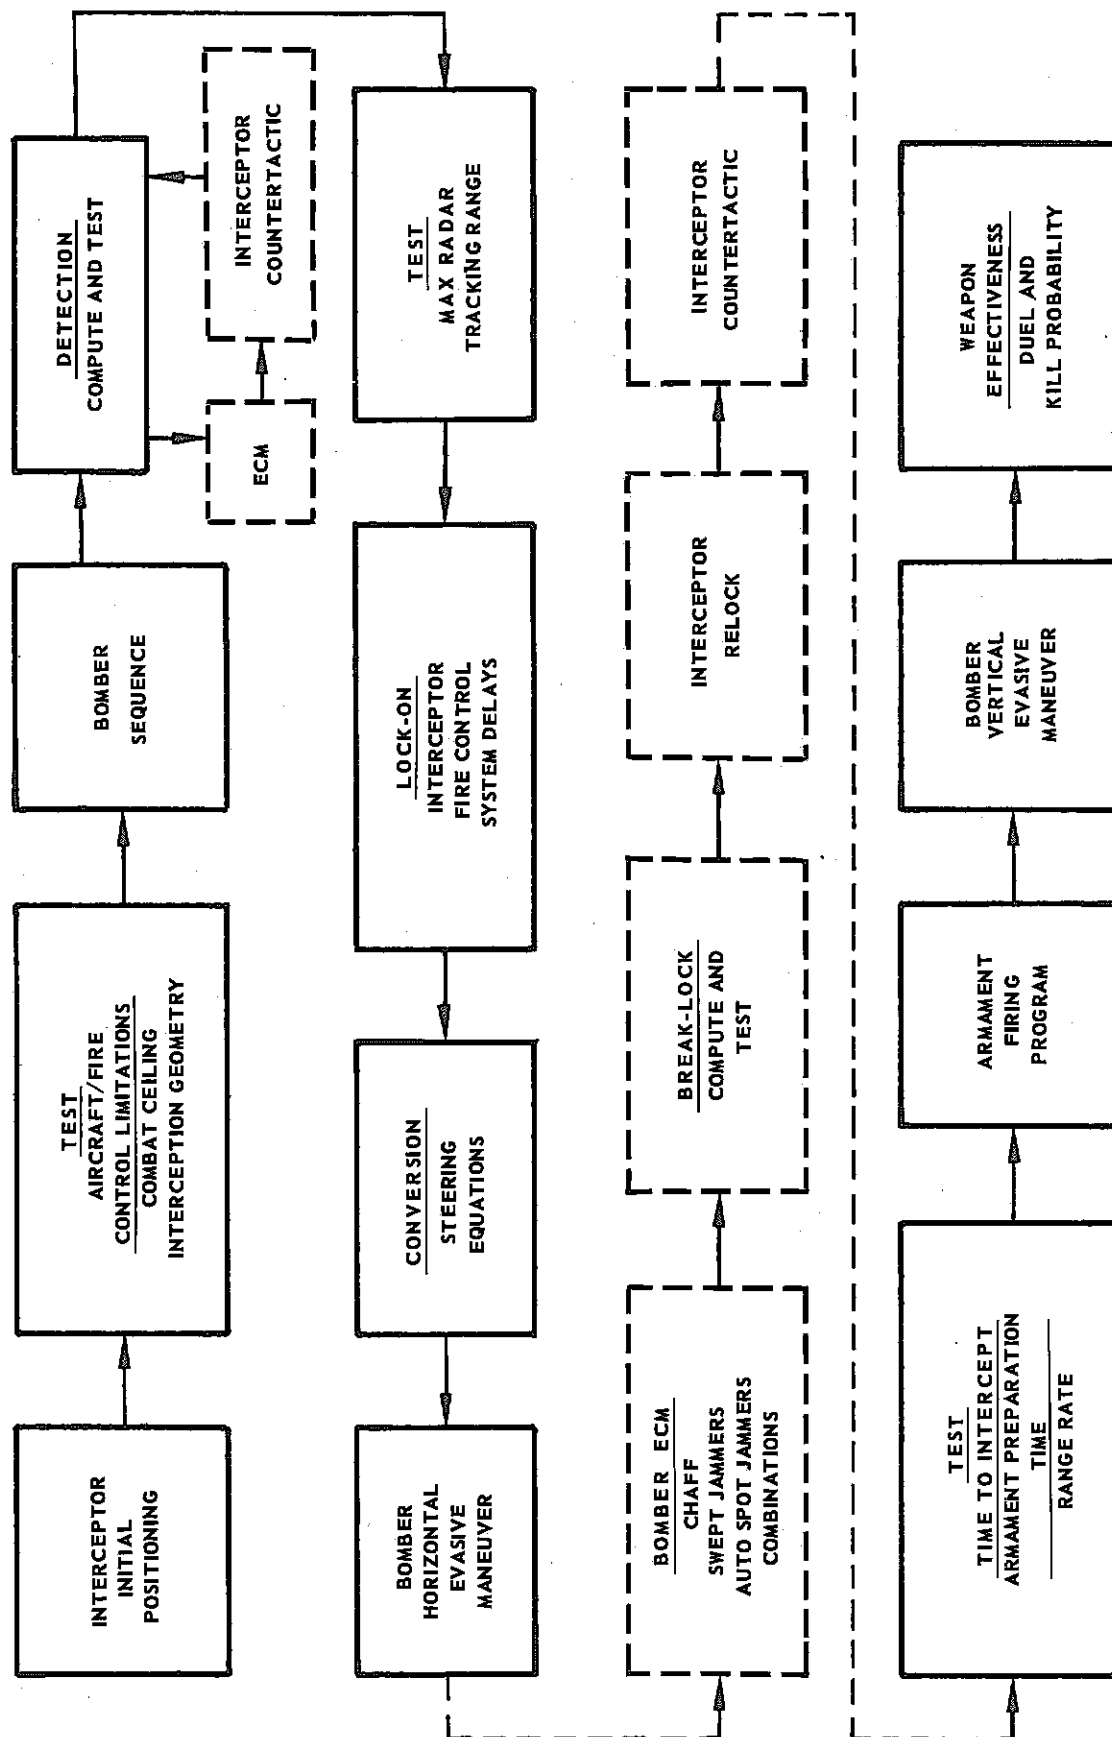 INTERCEPTOR
INITIAL
POSITIONING
TEST
AIRCRAFT/FIRE
CONTROL LIMITATIONS
COMBAT CEILING
INTERCEPTION GEOMETRY
BOMBER
SEQUENCE
DETECTION
COMPUTE AND TEST
ECM
INTERCEPTOR
COUNTERTACTIC
TEST
MAX RADAR
TRACKING RANGE
LOCK-ON
INTERCEPTOR
FIRE CONTROL
SYSTEM DELAYS
CONVERSION
STEERING
EQUATIONS
BOMBER
HORIZONTAL
EVASIVE
MANEUVER
BOMBER ECM
CHAFF
SWEPT JAMMERS
AUTO SPOT JAMMERS
COMBINATIONS
BREAK-LOCK
COMPUTE AND
TEST
INTERCEPTOR
RELOCK
INTERCEPTOR
COUNTERTACTIC
TEST
TIME TO INTERCEPT
ARMAMENT PREPARATION
TIME
RANGE RATE
ARMAMENT
FIRING
PROGRAM
BOMBER
VERTICAL
EVASIVE
MANEUVER
WEAPON
EFFECTIVENESS
DUEL AND
KILL PROBABILITY